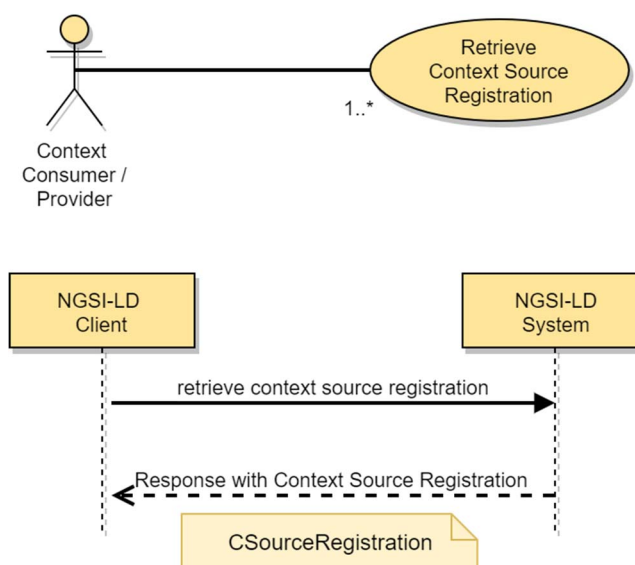 Retrieve
Context Source
Registration
1..*
Context
Consumer /
Provider
NGSI-LD
Client
NGSI-LD
System
retrieve context source registration
Response with Context Source Registration
CSourceRegistration